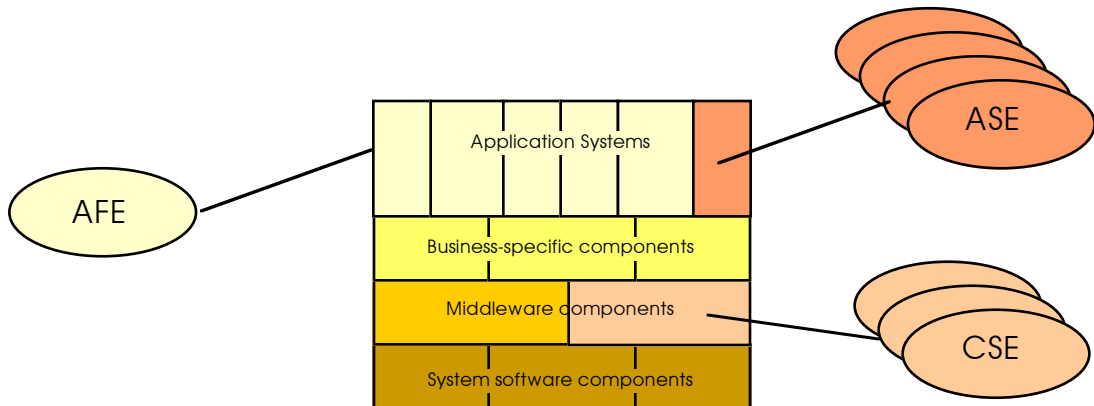 ASE
Application Systems
AFE
Business-specific components
Middleware components
CSE
System software components